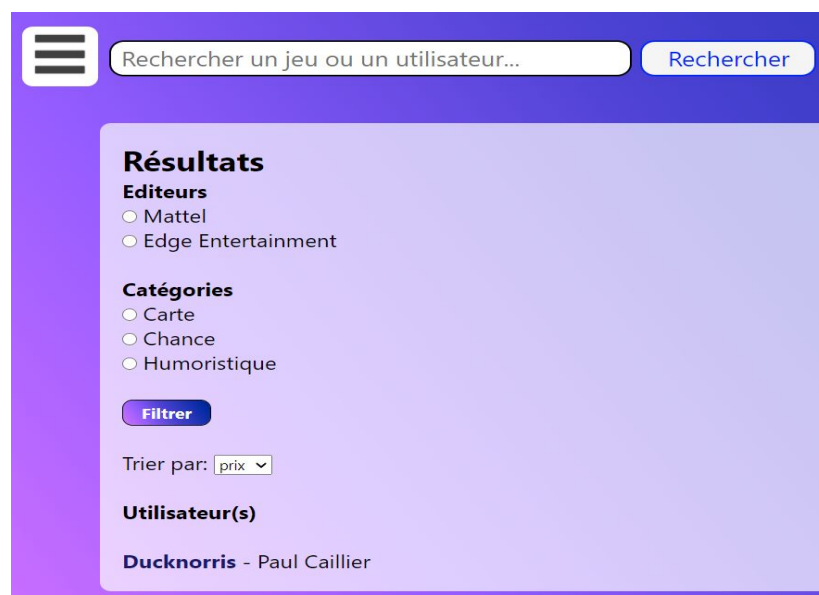 Rechercher un jeu ou un utilisateur... Rechercher
Résultats
Editeurs
Mattel
Edge Entertainment
Catégories
Carte
Chance
Humoristique
Filtrer
Trier par: prix
Utilisateur(s)
Ducknorris - Paul Caillier